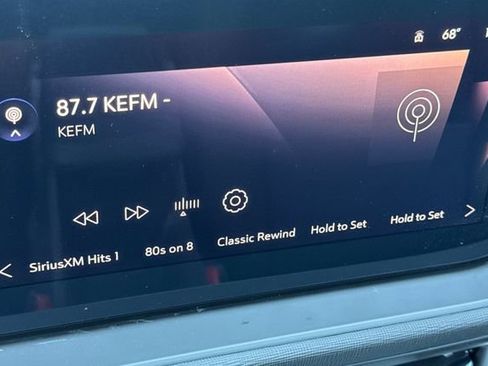 68°
87.7 KEFM -
KEFM
SiriusXM Hits 1
80s on 8
Classic Rewind
Hold to Set
Hold to Set